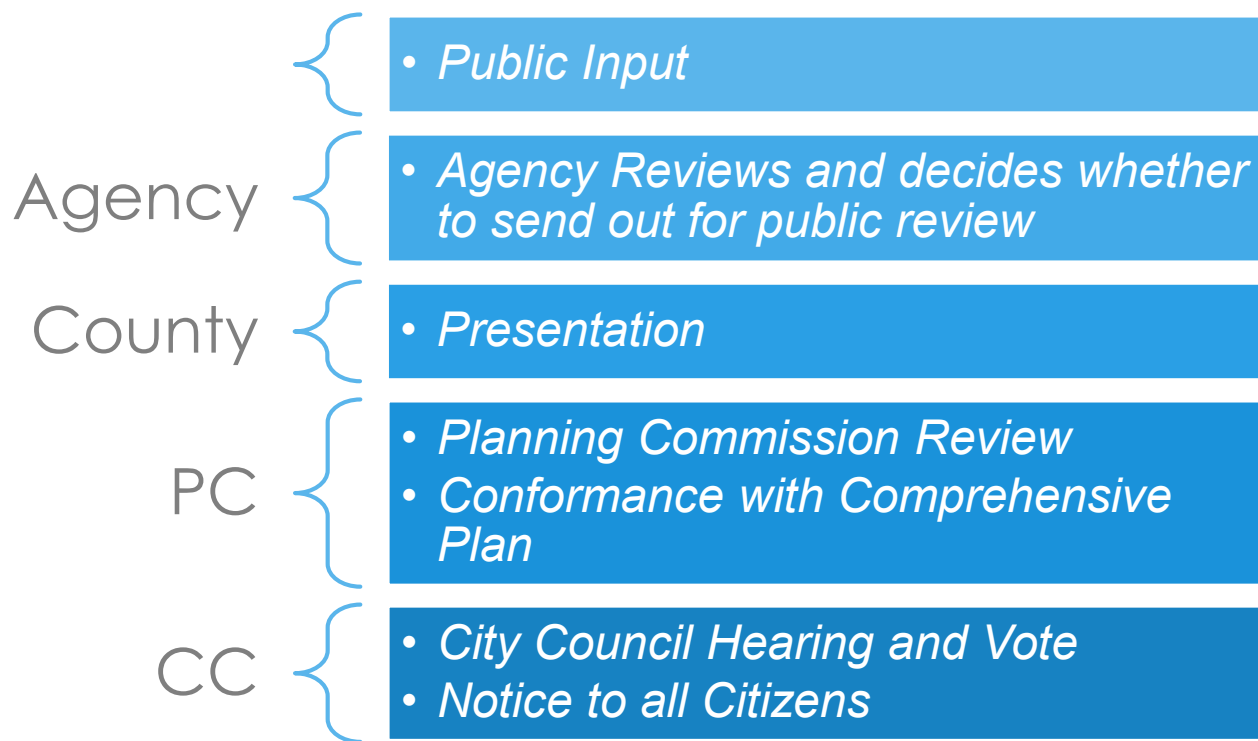 • Public Input
Agency
• Agency Reviews and decides whether
to send out for public review
County
• Presentation
PC
• Planning Commission Review
• Conformance with Comprehensive
Plan
CC
• City Council Hearing and Vote
• Notice to all Citizens